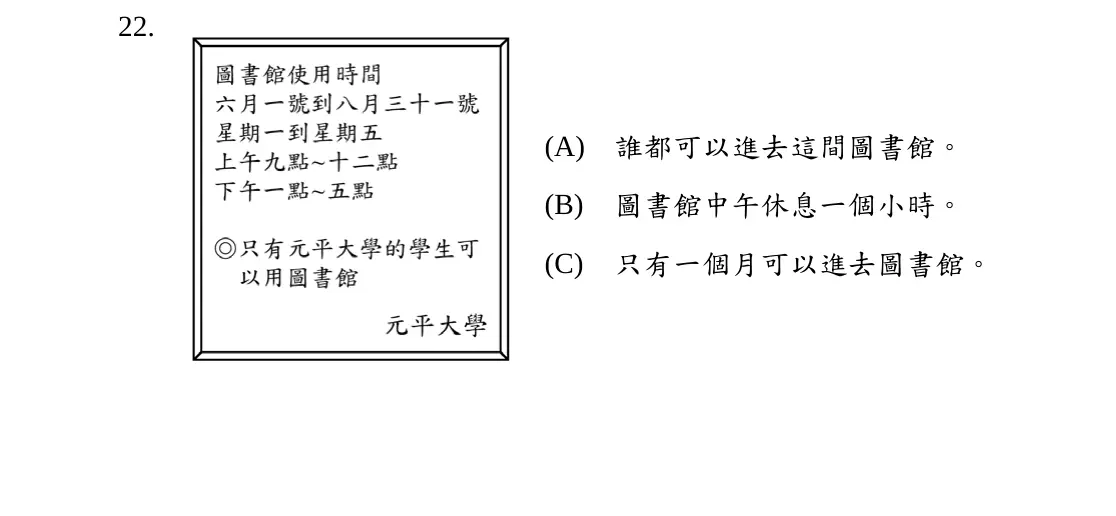 22.
圖書館使用時間
六月一號到八月三十一號
星期一到星期五
上午九點~十二點
下午一點~五點
◎只有元平大學的學生可
以用圖書館
元平大學
(A) 誰都可以進去這間圖書館。
(B) 圖書館中午休息一個小時。
(C) 只有一個月可以進去圖書館。